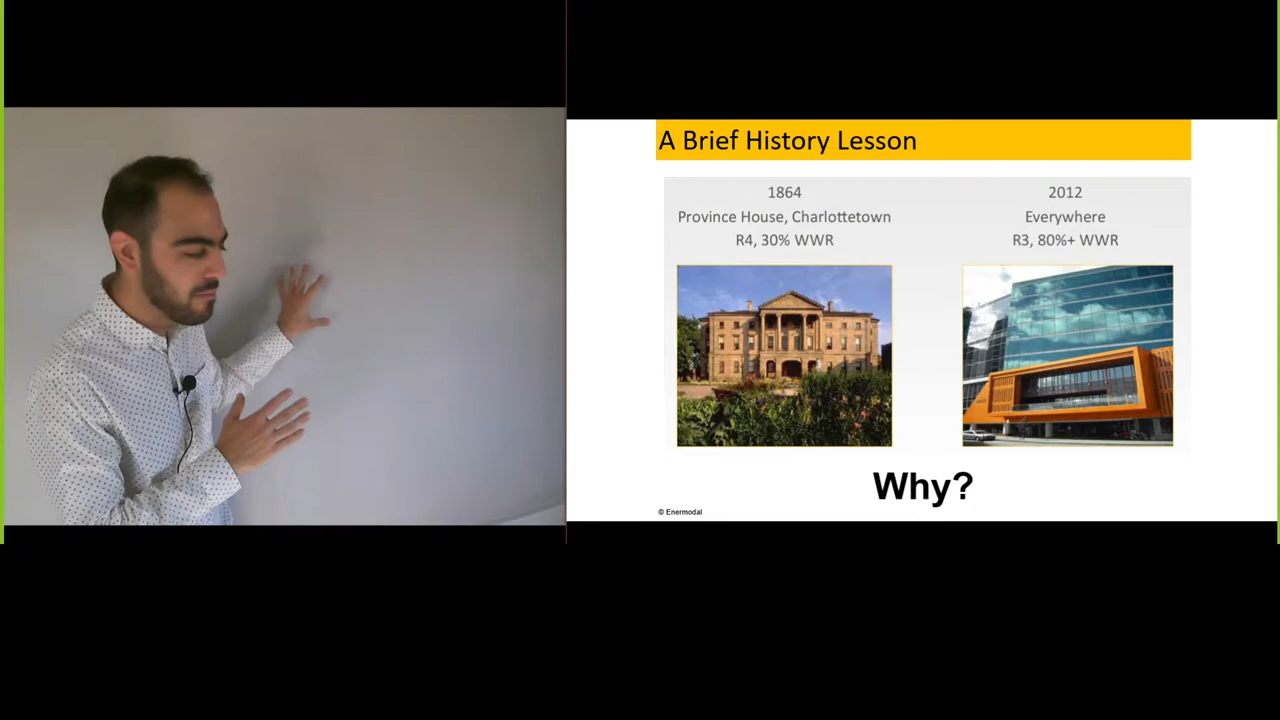 A Brief History Lesson
1864
Province House, Charlottetown
R4, 30% WWR
2012
Everywhere
R3, 80%+ WWR
Why?
© Enermodal